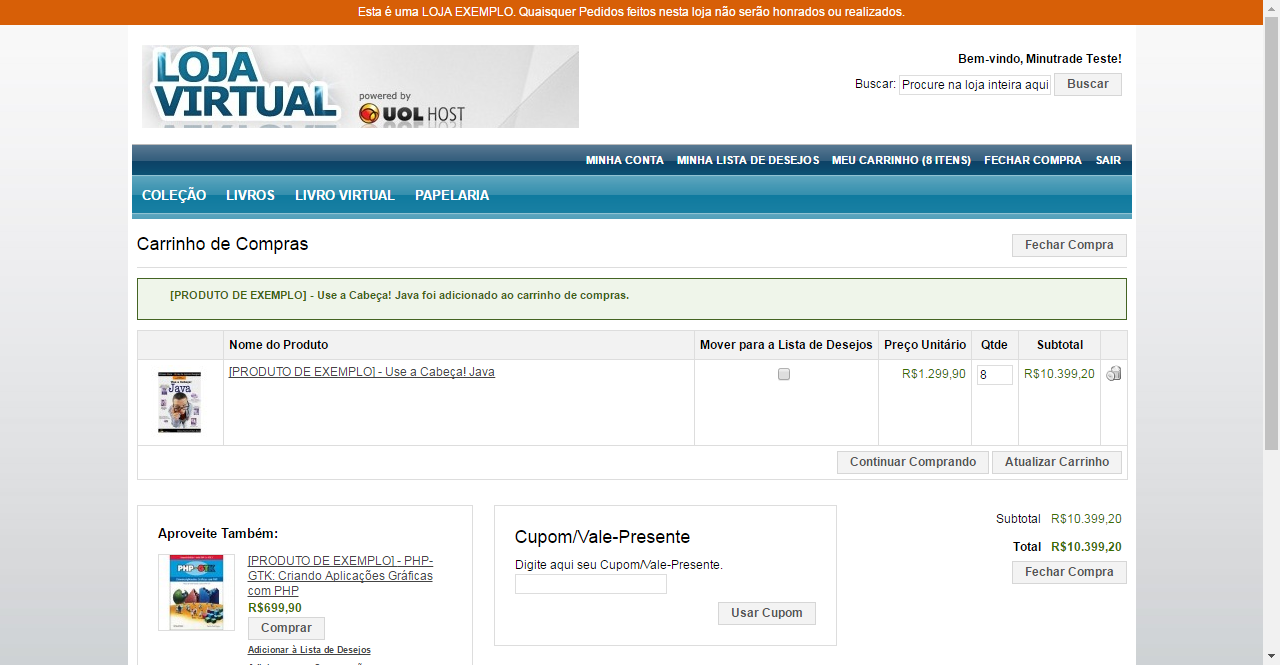 Esta é uma LOJA EXEMPLO. Quaisquer Pedidos feitos nesta loja não serão honrados ou realizados.
LOJA
VIRTUAL
powered by
UOL HOST
Bem-vindo, Minutrade Teste!
Buscar: Procure na loja inteira aqui Buscar
MINHA CONTA MINHA LISTA DE DESEJOS MEU CARRINHO (8 ITENS) FECHAR COMPRA SAIR
COLEÇÃO LIVROS LIVRO VIRTUAL PAPELARIA
Carrinho de Compras Fechar Compra
[PRODUTO DE EXEMPLO] - Use a Cabeça! Java foi adicionado ao carrinho de compras.
Nome do Produto Mover para a Lista de Desejos Preço Unitário Qtde Subtotal
Use a Cabeça!
Java
[PRODUTO DE EXEMPLO] - Use a Cabeça! Java R$1.299,90 8 R$10.399,20
Continuar Comprando Atualizar Carrinho
Aproveite Também:
PHP-GTK
[PRODUTO DE EXEMPLO] - PHP-
GTK: Criando Aplicações Gráficas
com PHP
R$699,90
Comprar
Adicionar à Lista de Desejos
Cupom/Vale-Presente
Digite aqui seu Cupom/Vale-Presente.
Usar Cupom
Subtotal R$10.399,20
Total R$10.399,20
Fechar Compra